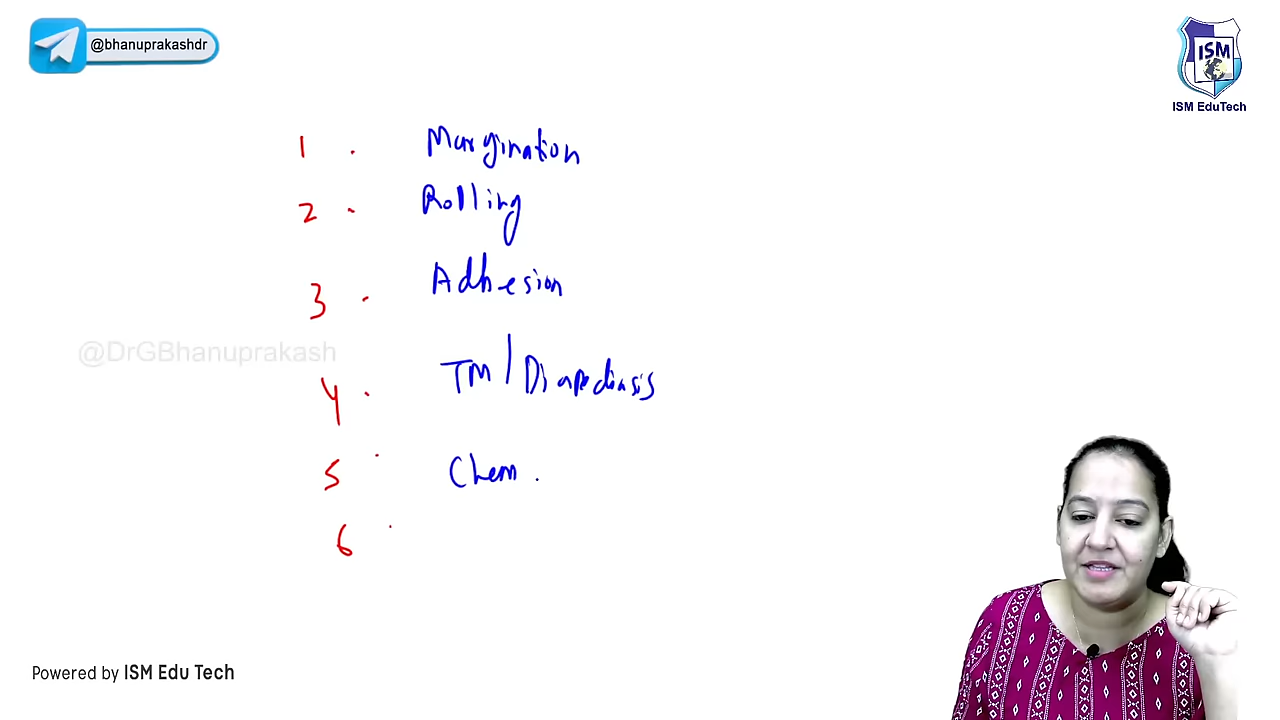 @bhanuprakashdr
ISM
ISM EduTech
1 . Margination
2 . Rolling
3 . Adhesion
@DrGBhanuprakash
4 . TM / Diapediasis
5 . Chem .
6 .
Powered by ISM Edu Tech